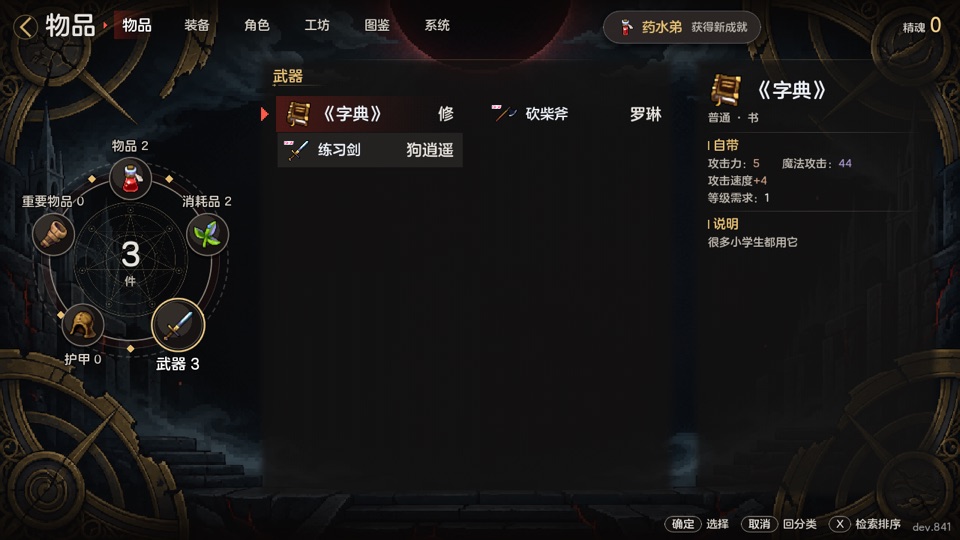 物品
物品 装备 角色 工坊 图鉴 系统
药水弟 获得新成就
精魂 0
武器
《字典》 修
砍柴斧 罗琳
练习剑 狗逍遥
物品 2
重要物品 0
消耗品 2
3
件
护甲 0
武器 3
《字典》
普通 · 书
自带
攻击力: 5 魔法攻击: 44
攻击速度+4
等级需求: 1
说明
很多小学生都用它
确定 选择 取消 回分类 X 检索排序
dev.841